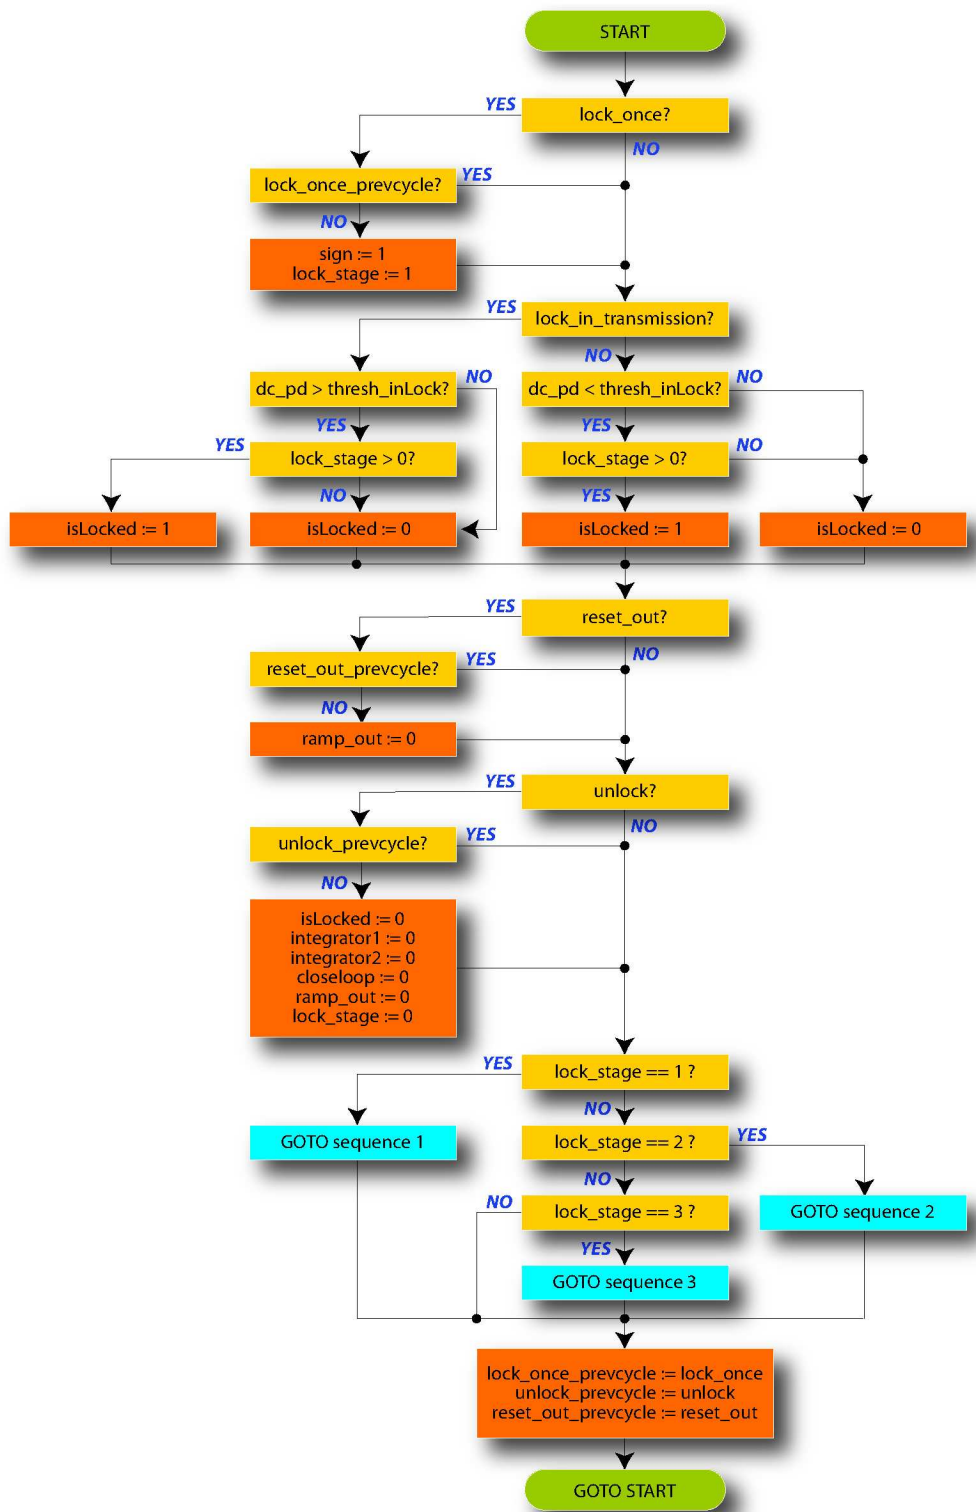 START
YES
lock_once?
NO
lock_once_prevcycle?
YES
NO
sign := 1
lock_stage := 1
YES
lock_in_transmission?
NO
dc_pd > thresh_inLock?
NO
dc_pd < thresh_inLock?
NO
YES
YES
YES
lock_stage > 0?
lock_stage > 0?
NO
NO
YES
isLocked := 1
isLocked := 0
isLocked := 1
isLocked := 0
YES
reset_out?
NO
reset_out_prevcycle?
YES
NO
ramp_out := 0
YES
unlock?
NO
unlock_prevcycle?
YES
NO
isLocked := 0
integrator1 := 0
integrator2 := 0
closeloop := 0
ramp_out := 0
lock_stage := 0
YES
lock_stage == 1 ?
NO
GOTO sequence 1
lock_stage == 2 ?
YES
NO
NO
lock_stage == 3 ?
GOTO sequence 2
YES
GOTO sequence 3
lock_once_prevcycle := lock_once
unlock_prevcycle := unlock
reset_out_prevcycle := reset_out
GOTO START